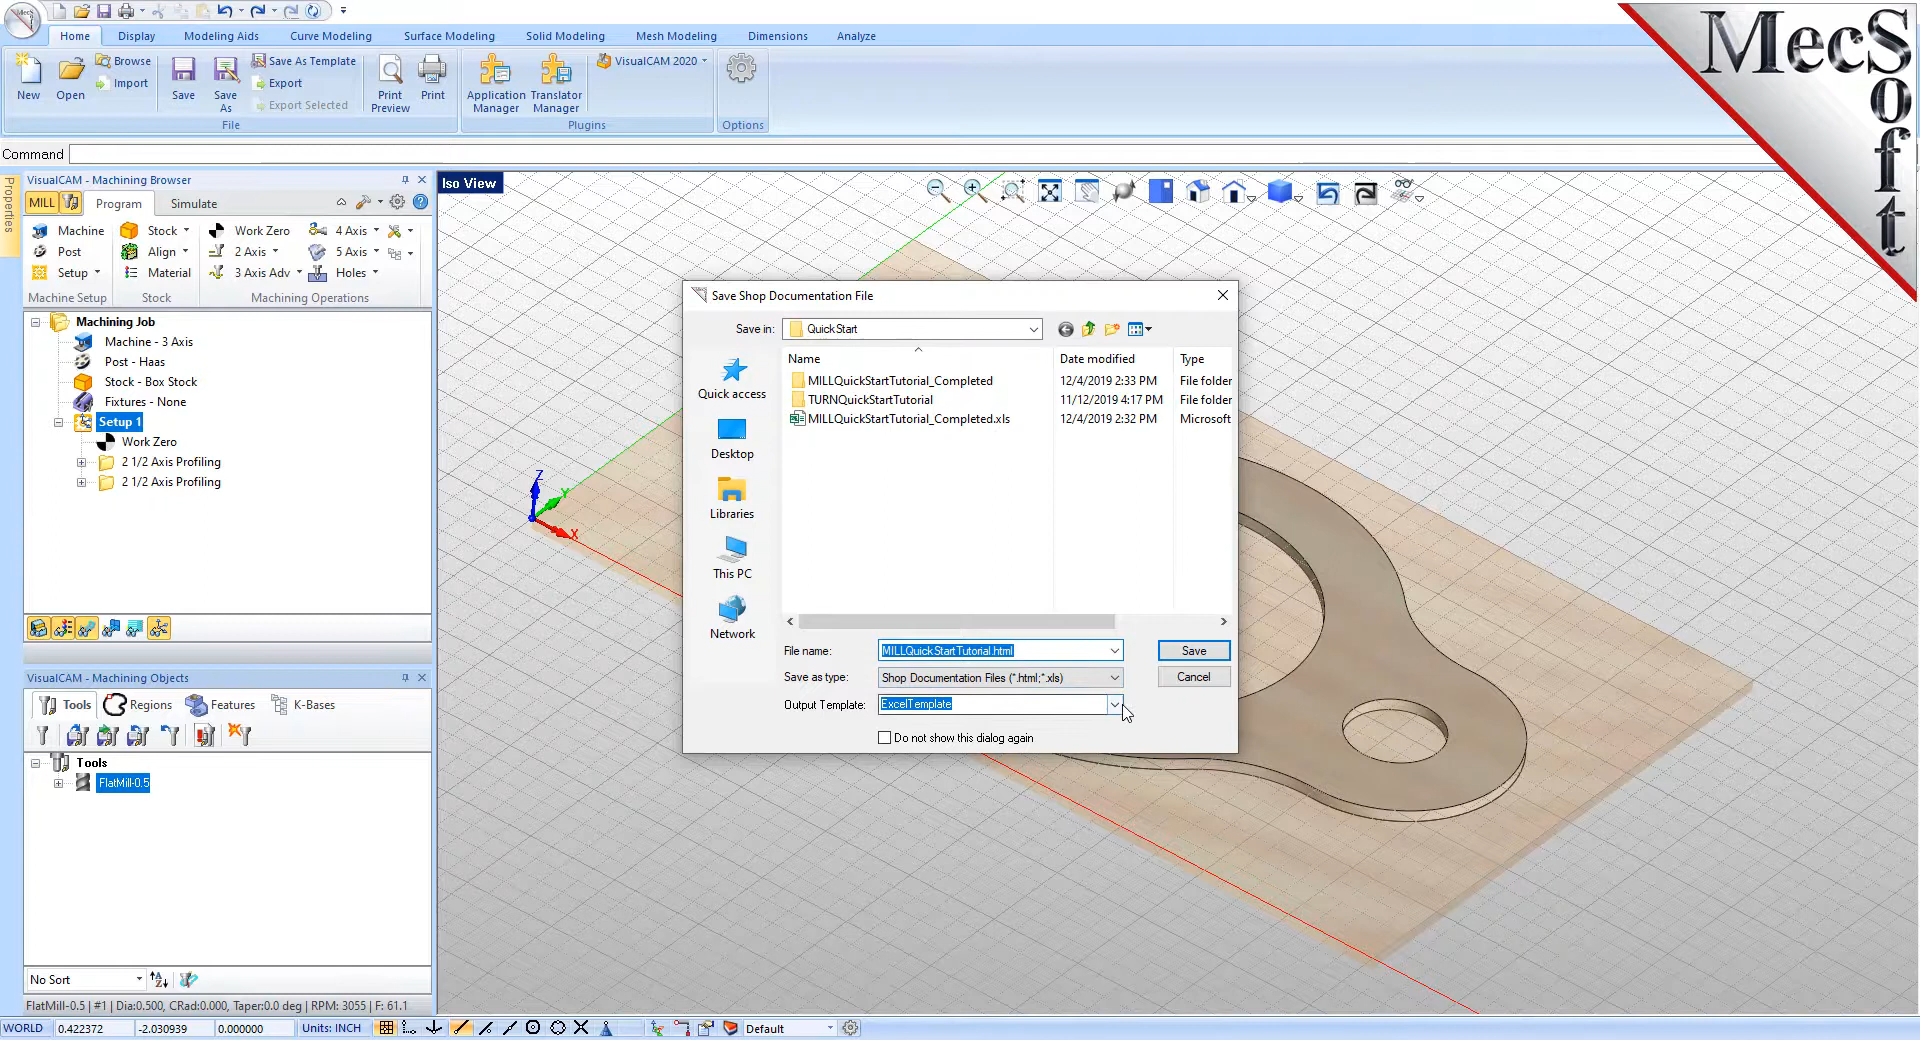 Home Display Modeling Aids Curve Modeling Surface Modeling Solid Modeling Mesh Modeling Dimensions Analyze
MecSoft
New Open Browse Import Save Save As Save As Template Export Export Selected Print Preview Print Application Manager Translator Manager VisualCAM 2020
File Plugins Options
Command
Properties
VisualCAM - Machining Browser
MILL Program Simulate
Machine Stock Work Zero 4 Axis
Post Align 2 Axis 5 Axis
Setup Material 3 Axis Adv Holes
Machine Setup Stock Machining Operations
Machining Job
Machine - 3 Axis
Post - Haas
Stock - Box Stock
Fixtures - None
Setup 1
Work Zero
2 1/2 Axis Profiling
2 1/2 Axis Profiling
VisualCAM - Machining Objects
Tools Regions Features K-Bases
Tools
FlatMill-0.5
No Sort
FlatMill-0.5 | #1 | Dia:0.500, CRad:0.000, Taper:0.0 deg | RPM: 3055 | F: 61.1
Iso View
Z
Y
X
Save Shop Documentation File
Save in: QuickStart
Name Date modified Type
MILLQuickStartTutorial_Completed 12/4/2019 2:33 PM File folder
TURNQuickStartTutorial 11/12/2019 4:17 PM File folder
MILLQuickStartTutorial_Completed.xls 12/4/2019 2:32 PM Microsoft
Quick access
Desktop
Libraries
This PC
Network
File name: MILLQuickStartTutorial.html Save
Save as type: Shop Documentation Files (*.html;*.xls) Cancel
Output Template: ExcelTemplate
Do not show this dialog again
WORLD 0.422372 -2.030939 0.000000 Units: INCH Default